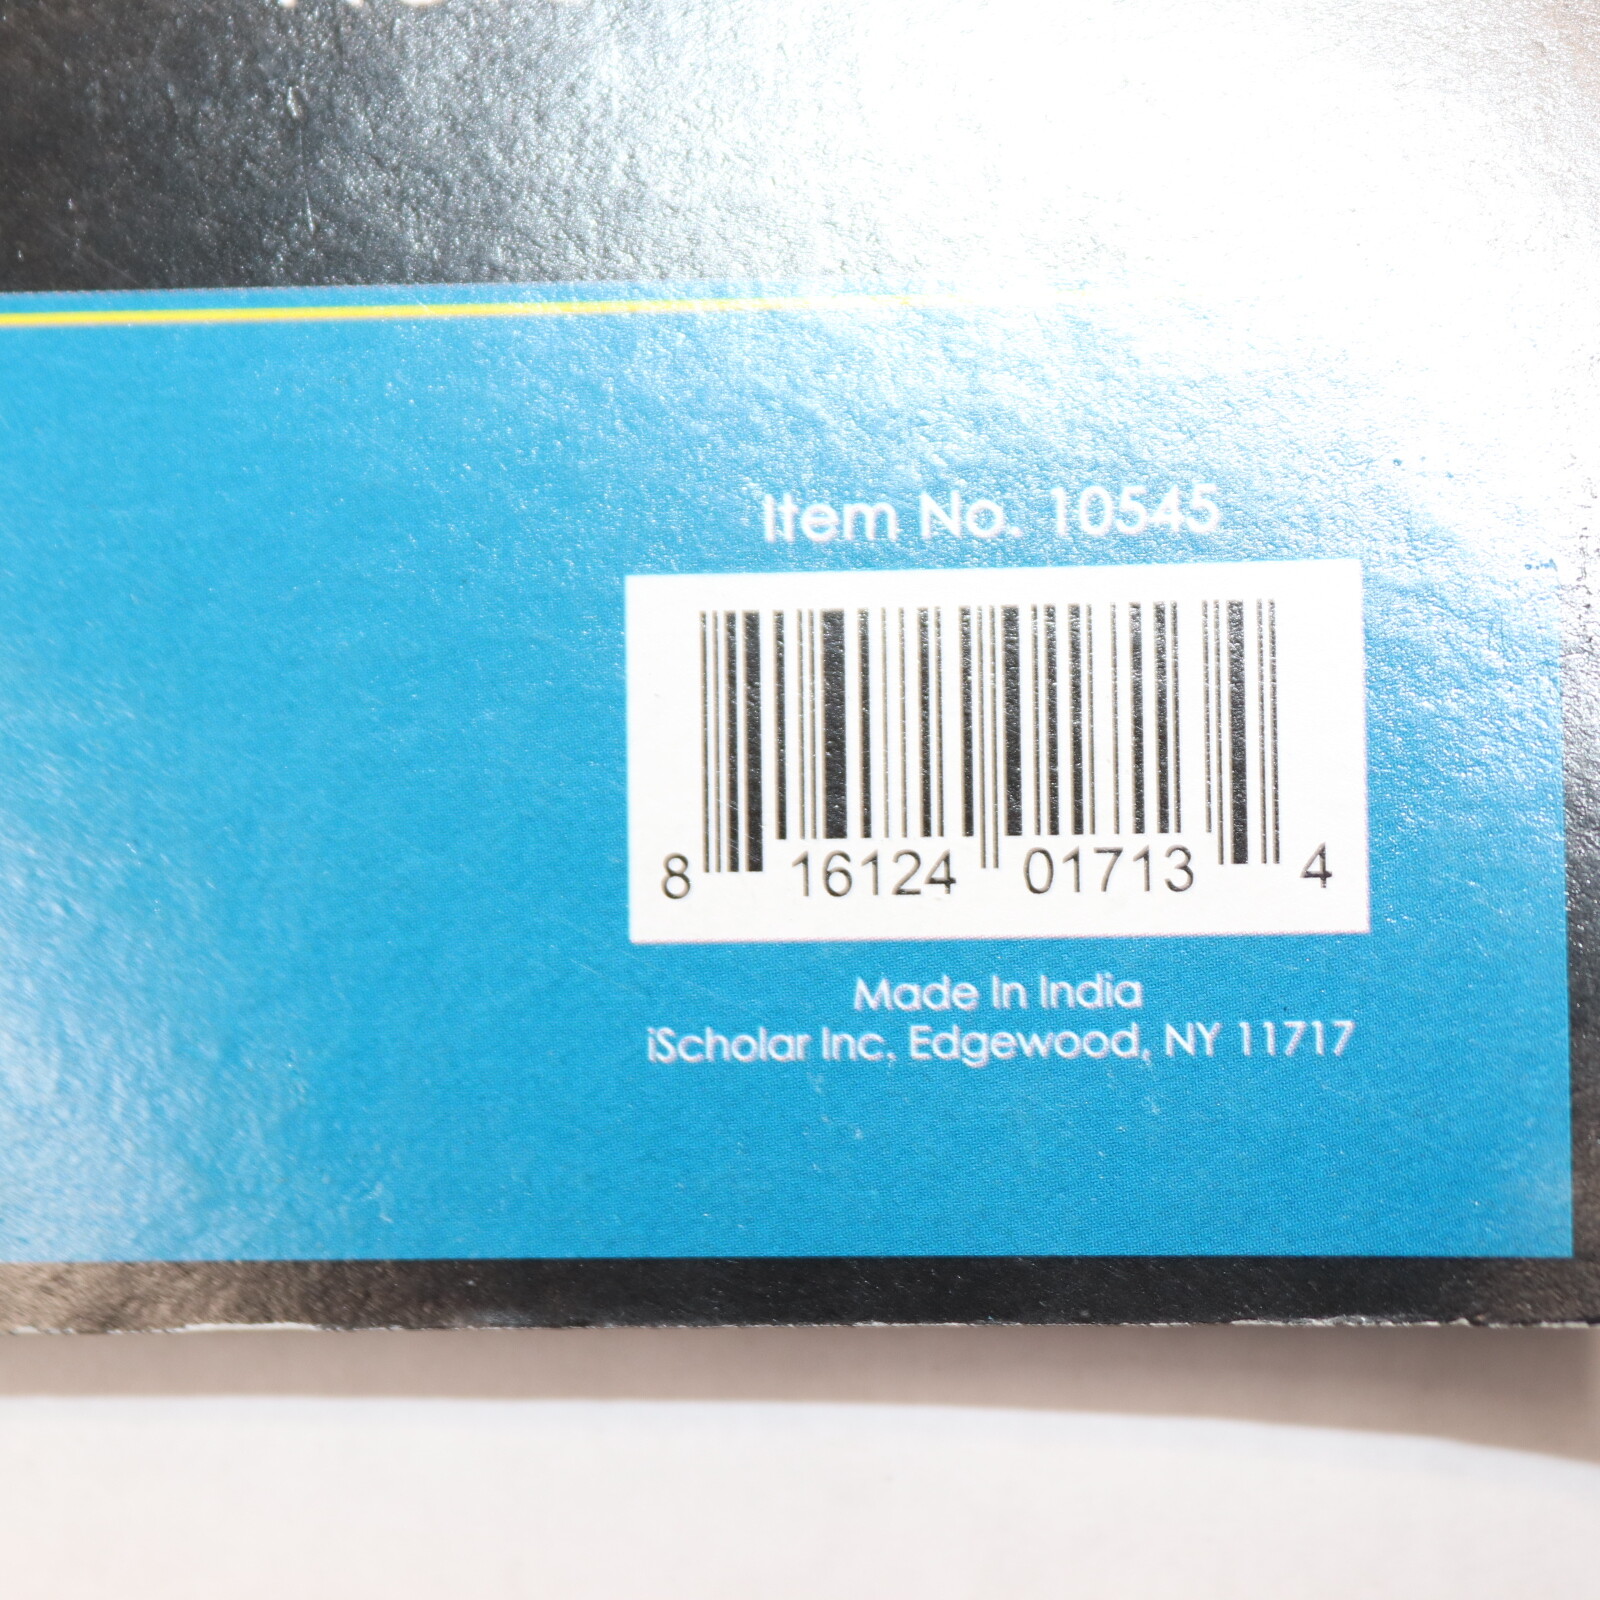 Item No. 10545
8 16124 01713 4
Made In India
iScholar Inc. Edgewood, NY 11717